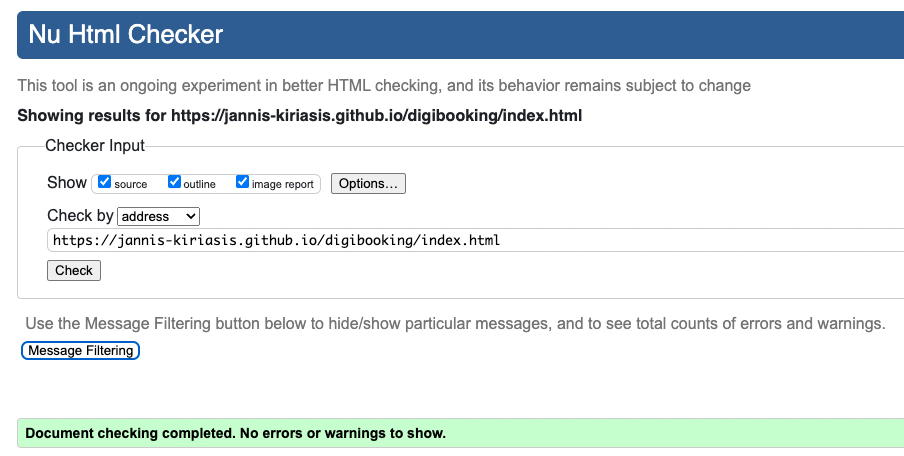 Nu Html Checker
This tool is an ongoing experiment in better HTML checking, and its behavior remains subject to change
Showing results for https://jannis-kiriasis.github.io/digibooking/index.html
Checker Input
Show source outline image report Options...
Check by address
https://jannis-kiriasis.github.io/digibooking/index.html
Check
Use the Message Filtering button below to hide/show particular messages, and to see total counts of errors and warnings.
Message Filtering
Document checking completed. No errors or warnings to show.